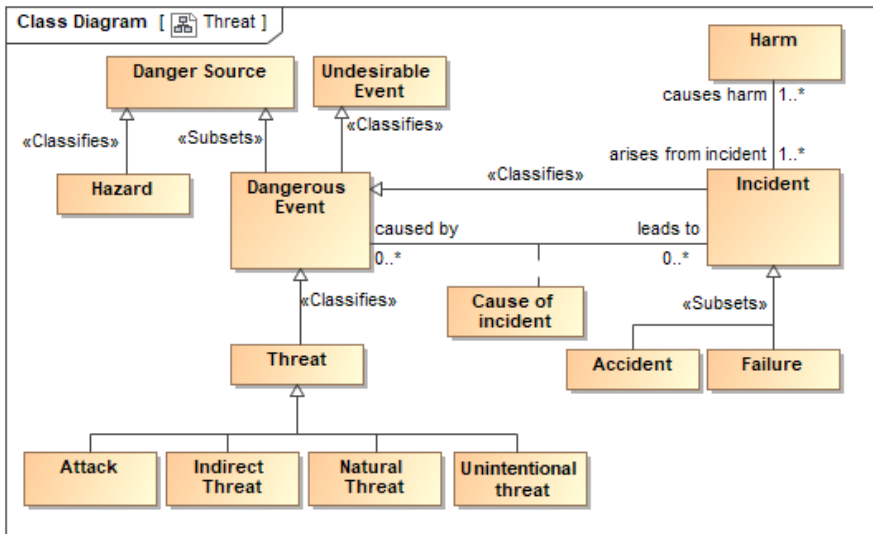 Class Diagram [ Threat ]
Danger Source
Undesirable
Event
Harm
causes harm 1..*
«Classifies»
«Subsets»
«Classifies»
arises from incident 1..*
Hazard
Dangerous
Event
«Classifies»
Incident
caused by
leads to
0..*
0..*
«Classifies»
Cause of
incident
«Subsets»
Threat
Accident
Failure
Attack
Indirect
Threat
Natural
Threat
Unintentional
threat